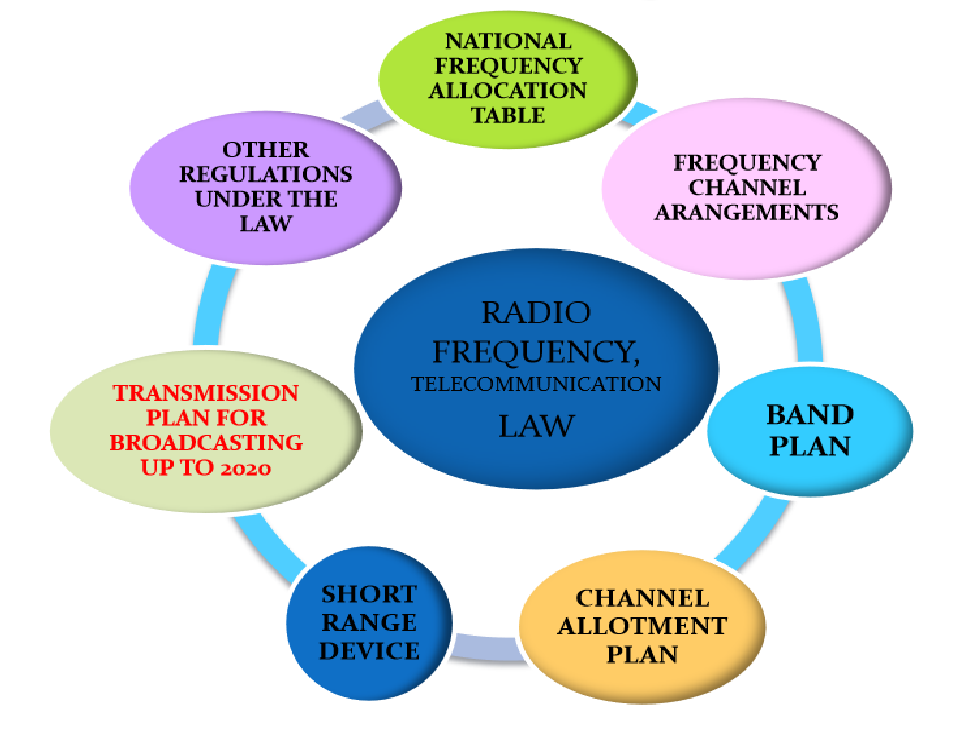 NATIONAL
FREQUENCY
ALLOCATION
TABLE
FREQUENCY
CHANNEL
ARANGEMENTS
BAND
PLAN
CHANNEL
ALLOTMENT
PLAN
SHORT
RANGE
DEVICE
TRANSMISSION
PLAN FOR
BROADCASTING
UP TO 2020
OTHER
REGULATIONS
UNDER THE
LAW
RADIO
FREQUENCY,
TELECOMMUNICATION
LAW